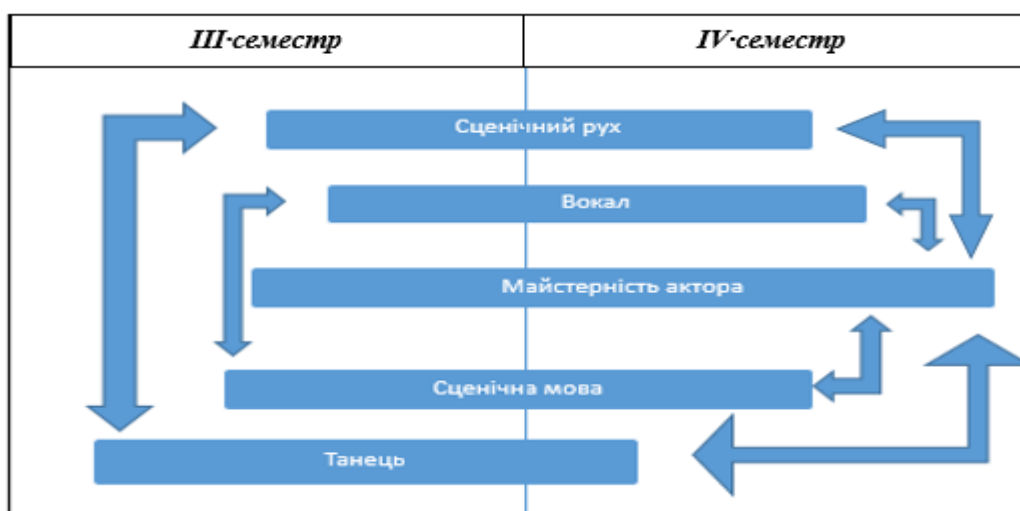 III-семестр
IV-семестр
Сценічний рух
Вокал
Майстерність актора
Сценічна мова
Танець